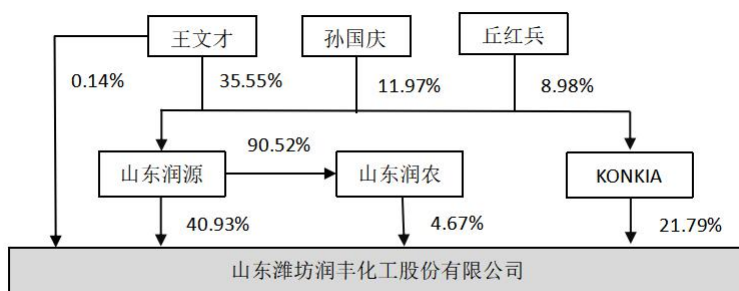 王文才
孙国庆
丘红兵
0.14%
35.55%
11.97%
8.98%
90.52%
山东润源
山东润农
KONKIA
40.93%
4.67%
21.79%
山东潍坊润丰化工股份有限公司